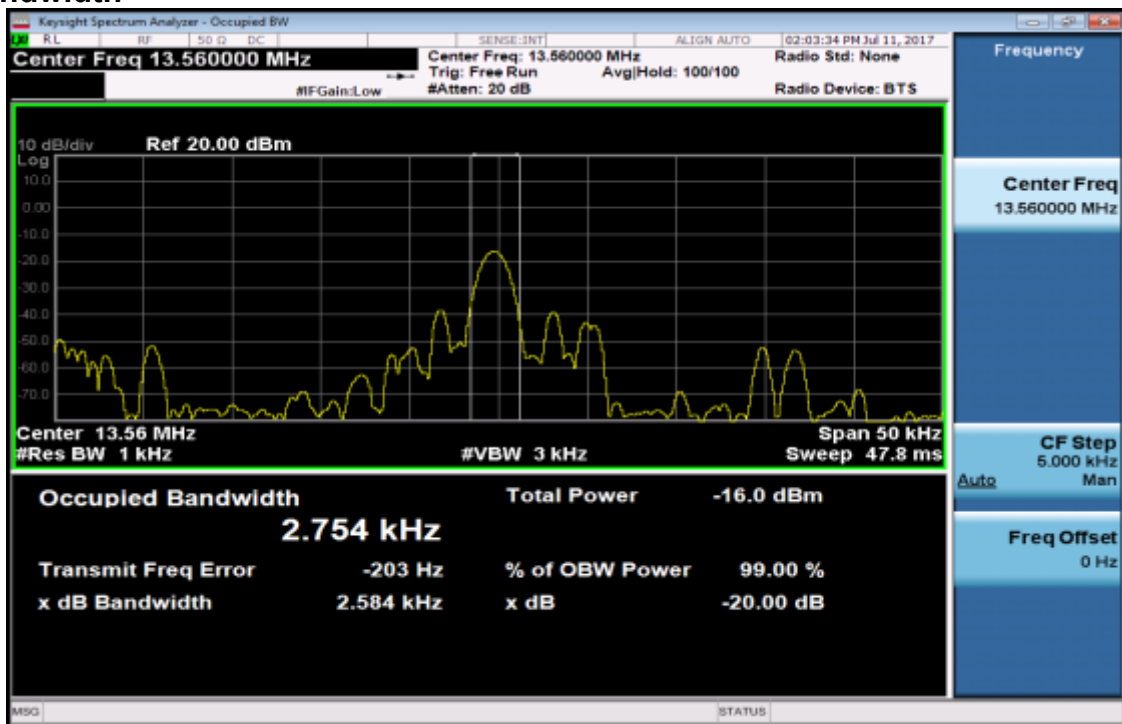 ndwidth
Keysight Spectrum Analyzer - Occupied BW
RL RF 50 Ω DC SENSE:INT ALIGN AUTO 02:03:34 PM Jul 11, 2017
Center Freq 13.560000 MHz
Center Freq: 13.560000 MHz Radio Std: None
Trig: Free Run Avg|Hold: 100/100
#IFGain:Low #Atten: 20 dB Radio Device: BTS
Frequency
10 dB/div Ref 20.00 dBm
Log
10.0
0.00
-10.0
-20.0
-30.0
-40.0
-50.0
-60.0
-70.0
Center 13.56 MHz Span 50 kHz
#Res BW 1 kHz #VBW 3 kHz Sweep 47.8 ms
Center Freq
13.560000 MHz
CF Step
5.000 kHz
Auto Man
Freq Offset
0 Hz
Occupied Bandwidth Total Power -16.0 dBm
2.754 kHz
Transmit Freq Error -203 Hz % of OBW Power 99.00 %
x dB Bandwidth 2.584 kHz x dB -20.00 dB
MSG STATUS